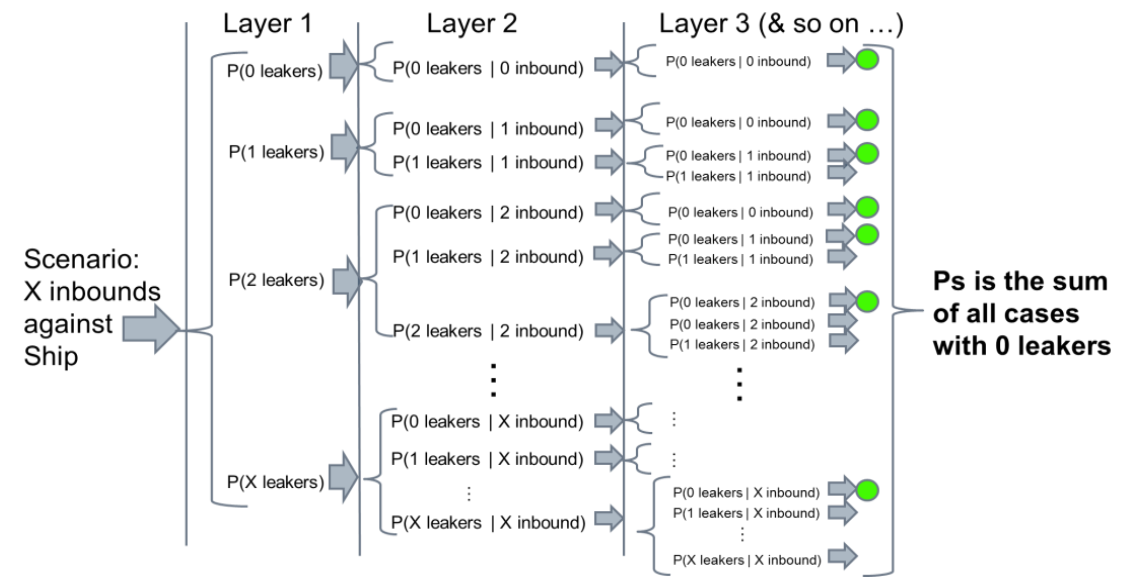 Layer 1
Layer 2
Layer 3 (& so on …)
Scenario:
X inbounds
against
Ship
P(0 leakers)
P(1 leakers)
P(2 leakers)
P(X leakers)
P(0 leakers | 0 inbound)
P(0 leakers | 1 inbound)
P(1 leakers | 1 inbound)
P(0 leakers | 2 inbound)
P(1 leakers | 2 inbound)
P(2 leakers | 2 inbound)
⋮
P(0 leakers | X inbound)
P(1 leakers | X inbound)
⋮
P(X leakers | X inbound)
P(0 leakers | 0 inbound)
P(0 leakers | 0 inbound)
P(0 leakers | 1 inbound)
P(1 leakers | 1 inbound)
P(0 leakers | 0 inbound)
P(0 leakers | 1 inbound)
P(1 leakers | 1 inbound)
P(0 leakers | 2 inbound)
P(0 leakers | 2 inbound)
P(1 leakers | 2 inbound)
⋮
⋮
⋮
P(0 leakers | X inbound)
P(1 leakers | X inbound)
⋮
P(X leakers | X inbound)
Ps is the sum
of all cases
with 0 leakers